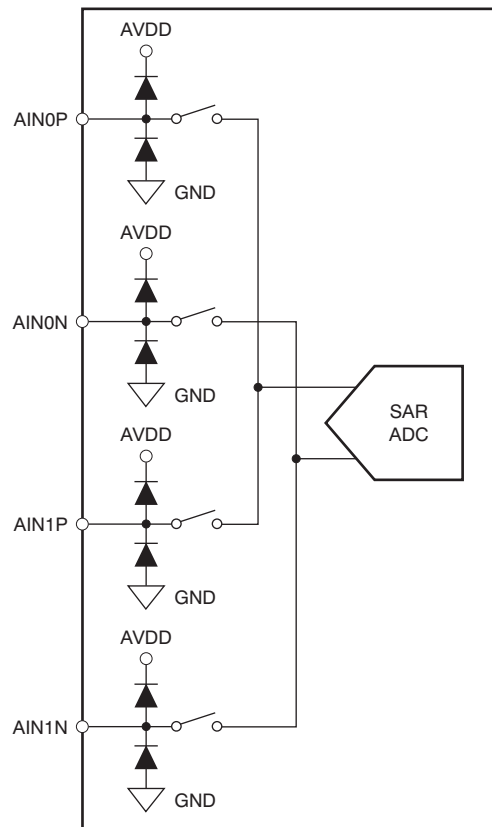 AVDD
AIN0P
GND
AVDD
AIN0N
GND
SAR
ADC
AVDD
AIN1P
GND
AVDD
AIN1N
GND